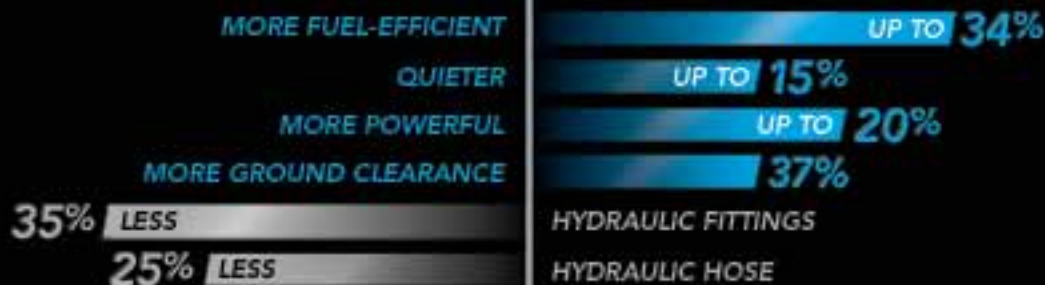 MORE FUEL-EFFICIENT UP TO 34%
QUIETER UP TO 15%
MORE POWERFUL UP TO 20%
MORE GROUND CLEARANCE 37%
35% LESS HYDRAULIC FITTINGS
25% LESS HYDRAULIC HOSE